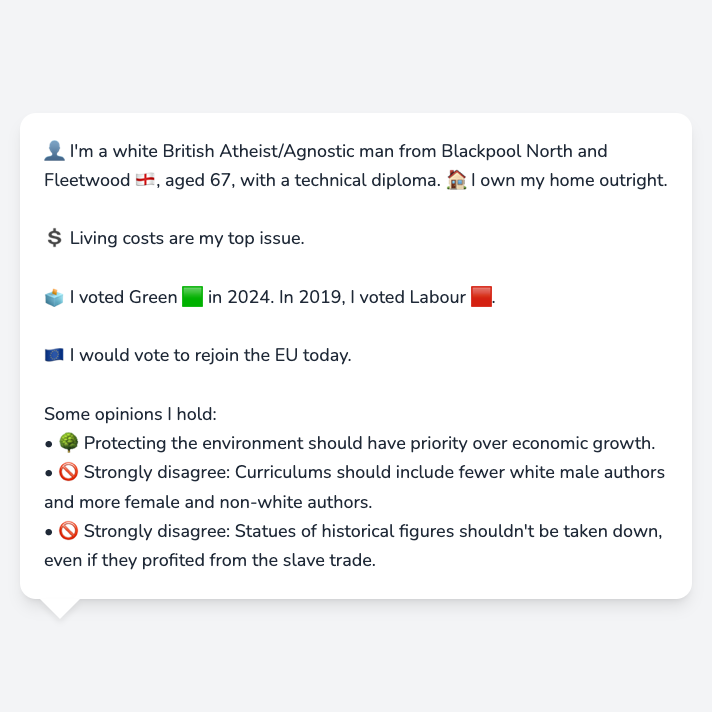 👤 I'm a white British Atheist/Agnostic man from Blackpool North and
Fleetwood 🏴󠁧󠁢󠁥󠁮󠁧󠁿, aged 67, with a technical diploma. 🏠 I own my home outright.
💲 Living costs are my top issue.
🗳️ I voted Green 🟩 in 2024. In 2019, I voted Labour 🟥.
🇪🇺 I would vote to rejoin the EU today.
Some opinions I hold:
• 🌳 Protecting the environment should have priority over economic growth.
• 🚫 Strongly disagree: Curriculums should include fewer white male authors
and more female and non-white authors.
• 🚫 Strongly disagree: Statues of historical figures shouldn't be taken down,
even if they profited from the slave trade.